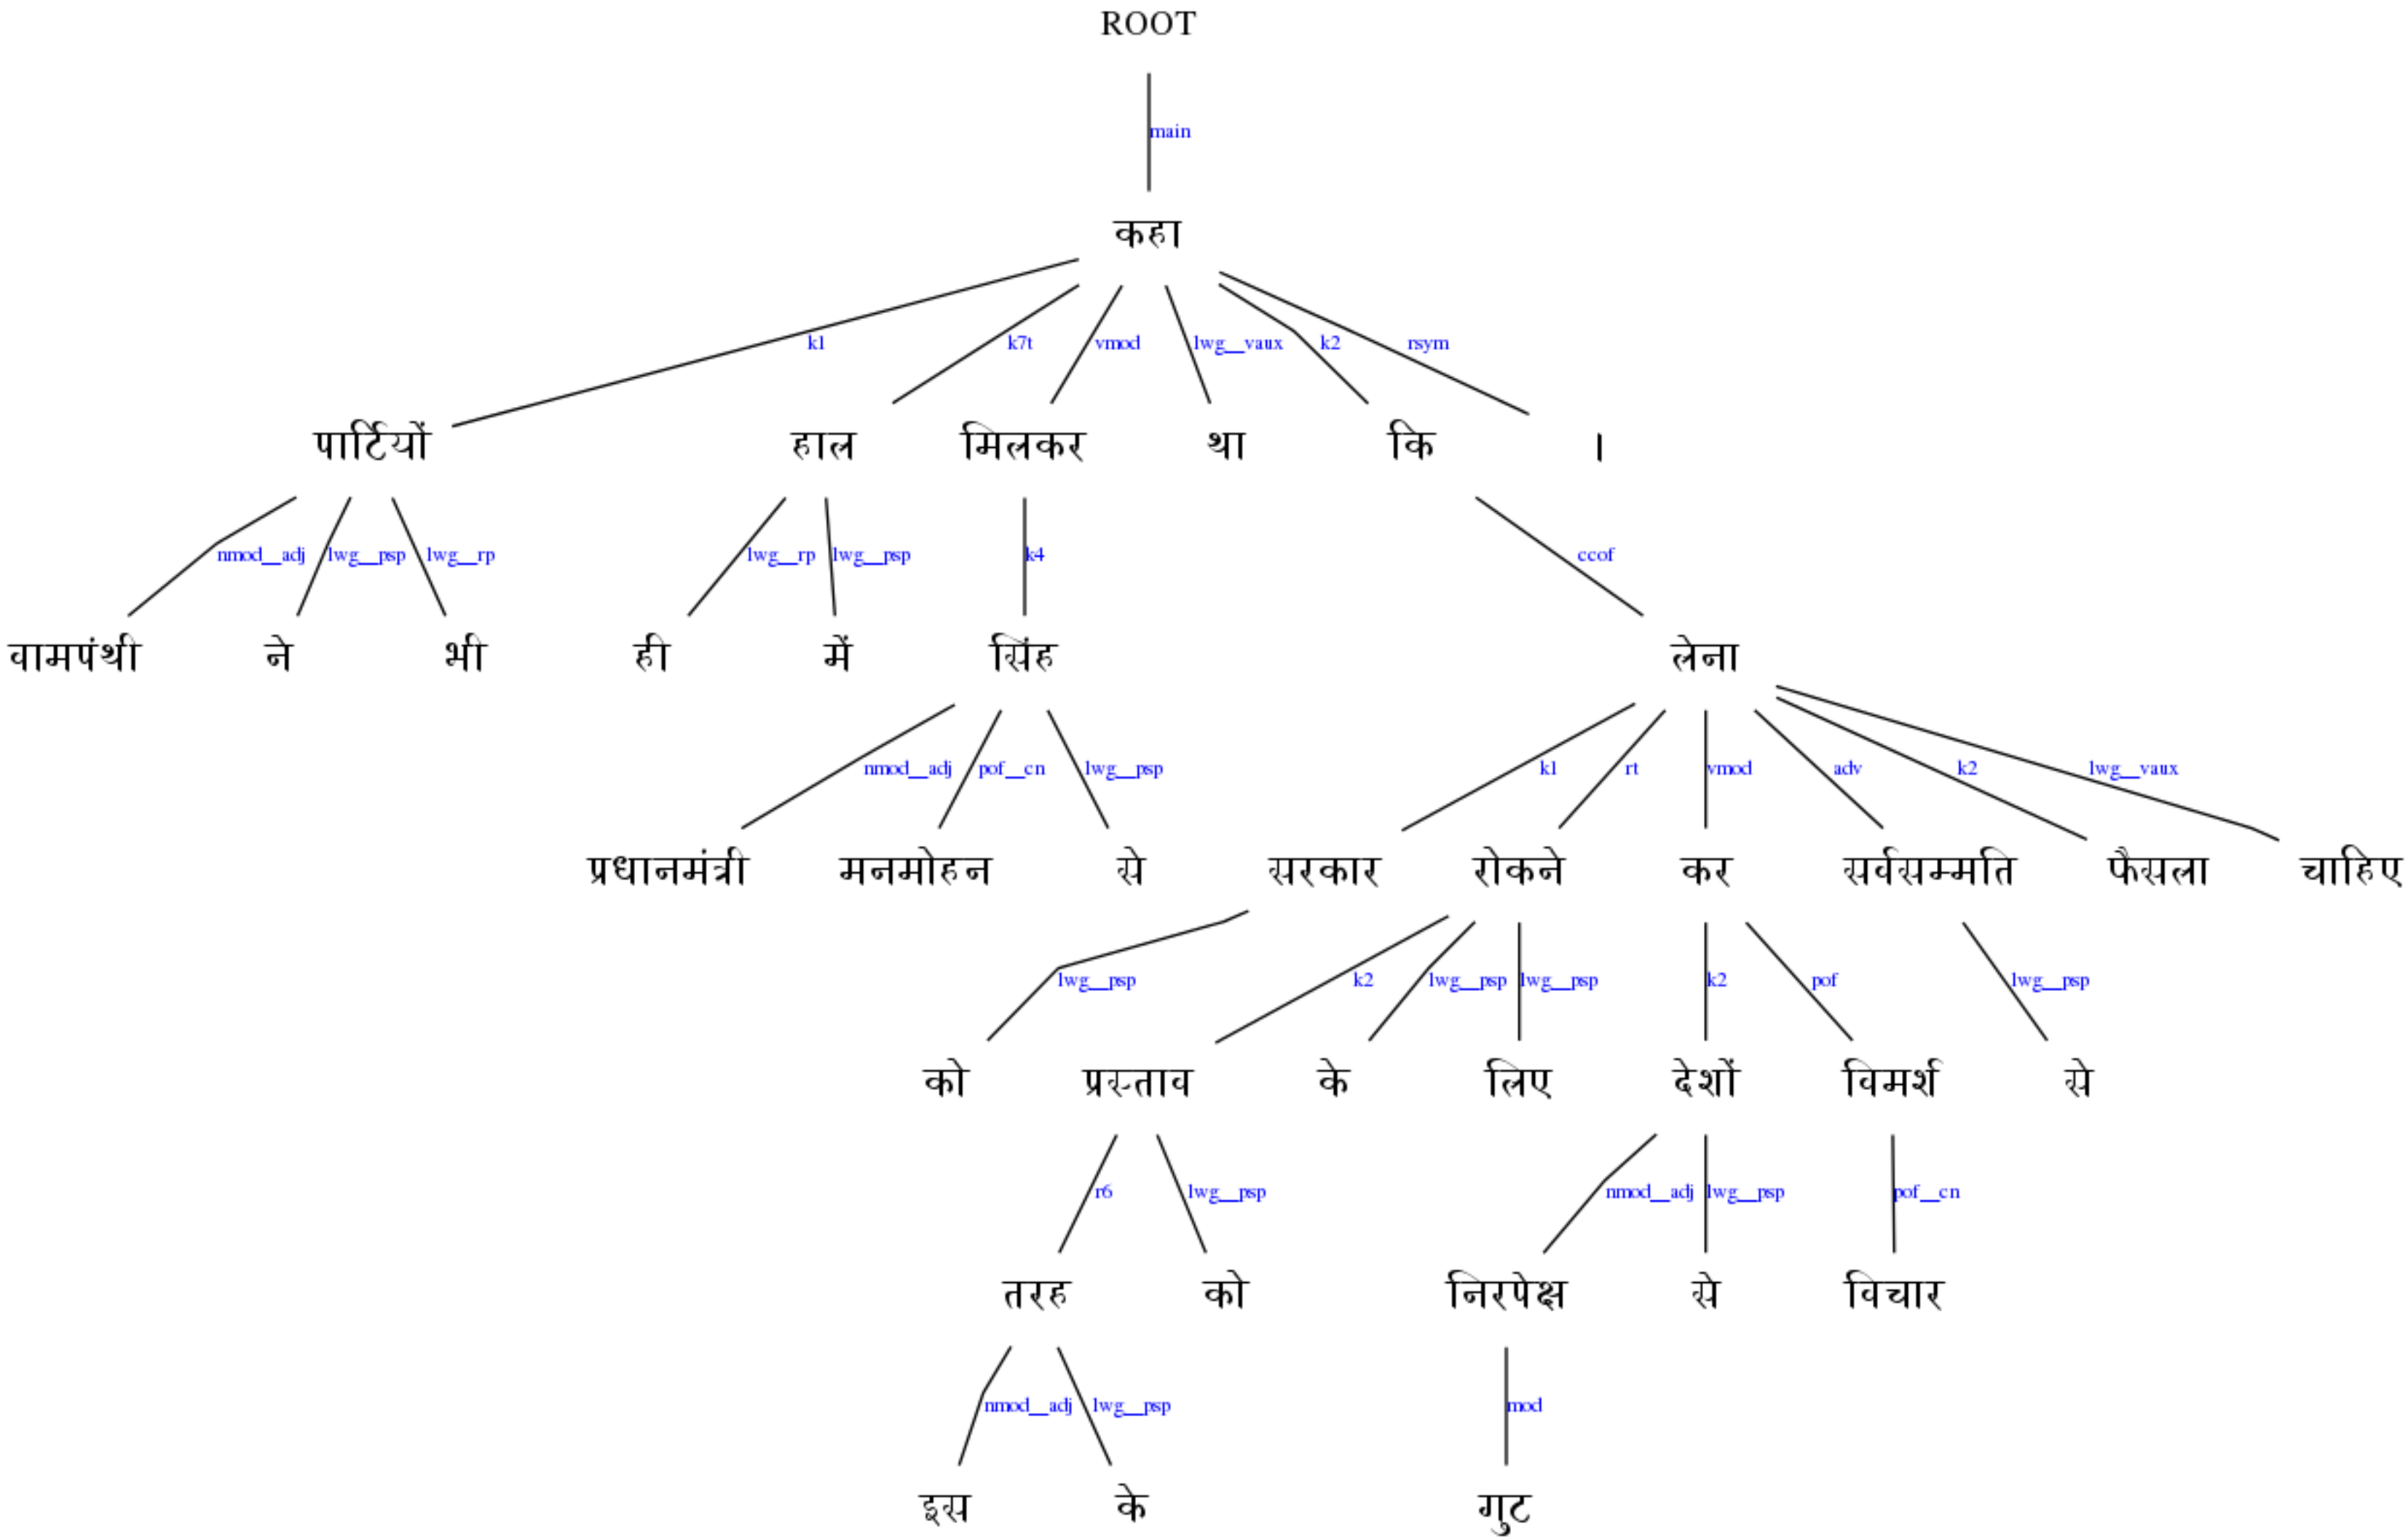 ROOT
main
कहा
k1 k7t vmod lwg__vaux k2 rsym
पार्टियों हाल मिलकर था कि ।
nmod__adj lwg__psp lwg__rp lwg__rp lwg__psp k4 ccof
वामपंथी ने भी ही में सिंह लेना
nmod__adj pof__cn lwg__psp k1 rt vmod adv k2 lwg__vaux
प्रधानमंत्री मनमोहन से सरकार रोकने कर सर्वसम्मति फैसला चाहिए
lwg__psp k2 lwg__psp lwg__psp k2 pof lwg__psp
को प्रस्ताव के लिए देशों विमर्श से
r6 lwg__psp nmod__adj lwg__psp pof__cn
तरह को निरपेक्ष से विचार
nmod__adj lwg__psp mod
इस के गुट